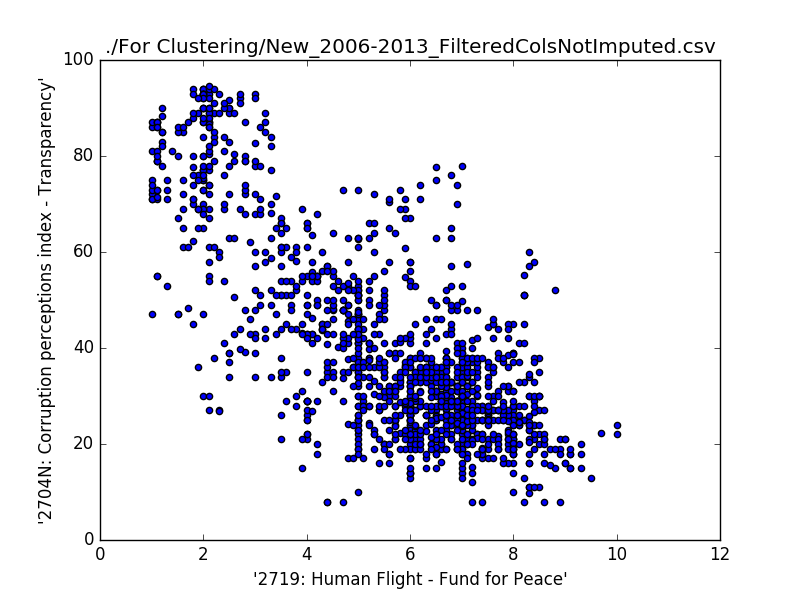 ./For Clustering/New_2006-2013_FilteredColsNotImputed.csv
100
80
60
40
20
0
'2704N: Corruption perceptions index - Transparency'
0 2 4 6 8 10 12
'2719: Human Flight - Fund for Peace'